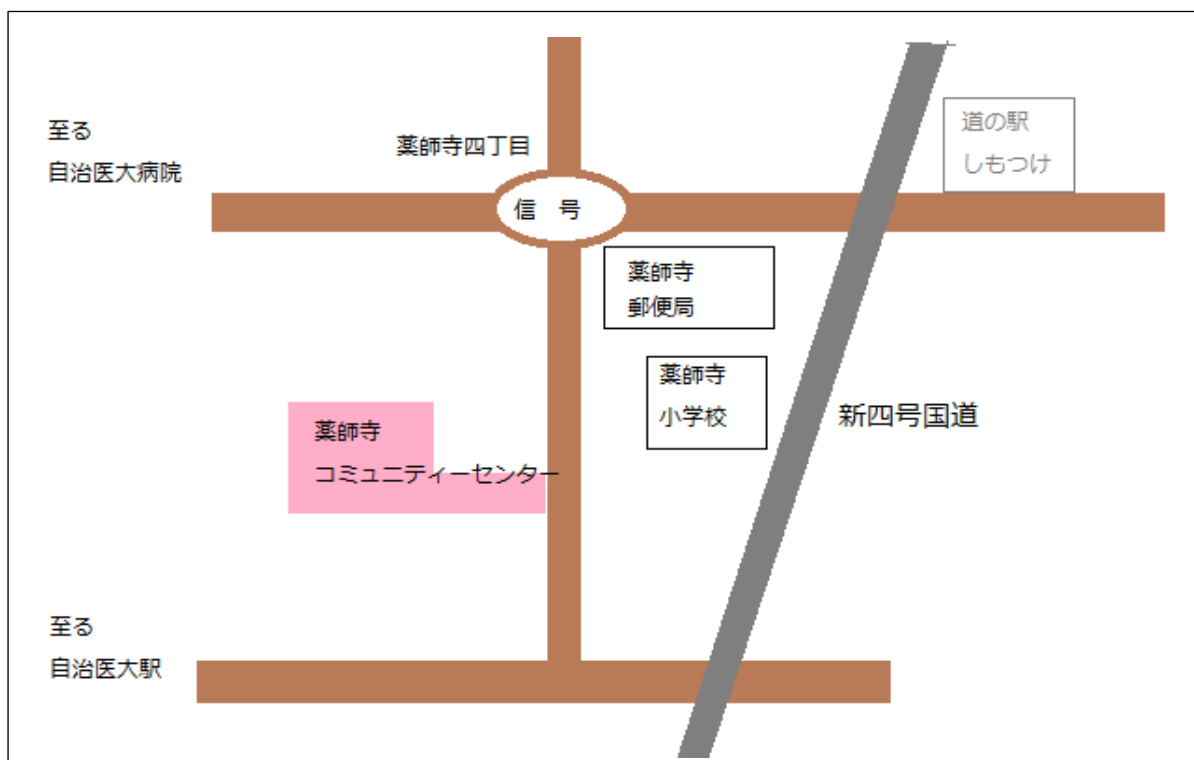 至る
自治医大病院
薬師寺四丁目
道の駅
しもつけ
信　号
薬師寺
郵便局
薬師寺
小学校
新四号国道
薬師寺
コミュニティーセンター
至る
自治医大駅